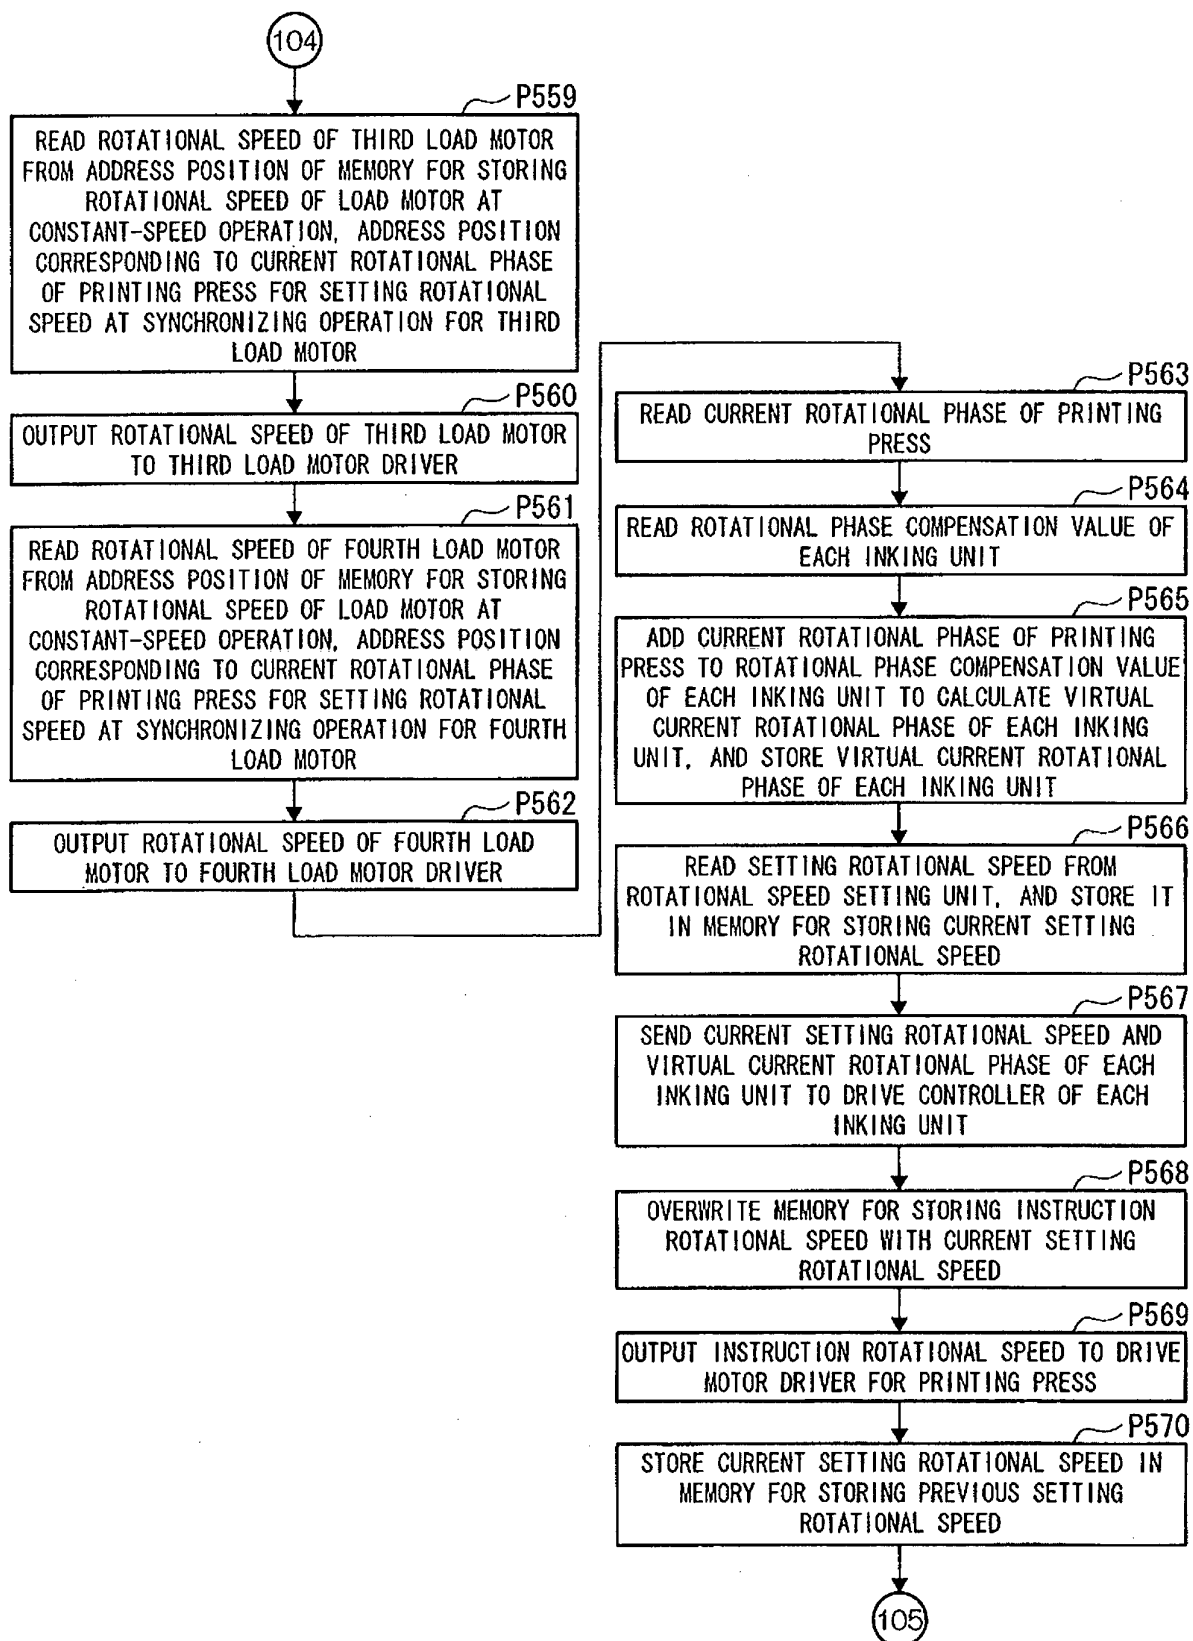 104
P559
READ ROTATIONAL SPEED OF THIRD LOAD MOTOR
FROM ADDRESS POSITION OF MEMORY FOR STORING
ROTATIONAL SPEED OF LOAD MOTOR AT
CONSTANT-SPEED OPERATION, ADDRESS POSITION
CORRESPONDING TO CURRENT ROTATIONAL PHASE
OF PRINTING PRESS FOR SETTING ROTATIONAL
SPEED AT SYNCHRONIZING OPERATION FOR THIRD
LOAD MOTOR
P560
OUTPUT ROTATIONAL SPEED OF THIRD LOAD MOTOR
TO THIRD LOAD MOTOR DRIVER
P561
READ ROTATIONAL SPEED OF FOURTH LOAD MOTOR
FROM ADDRESS POSITION OF MEMORY FOR STORING
ROTATIONAL SPEED OF LOAD MOTOR AT
CONSTANT-SPEED OPERATION, ADDRESS POSITION
CORRESPONDING TO CURRENT ROTATIONAL PHASE
OF PRINTING PRESS FOR SETTING ROTATIONAL
SPEED AT SYNCHRONIZING OPERATION FOR FOURTH
LOAD MOTOR
P562
OUTPUT ROTATIONAL SPEED OF FOURTH LOAD
MOTOR TO FOURTH LOAD MOTOR DRIVER
P563
READ CURRENT ROTATIONAL PHASE OF PRINTING
PRESS
P564
READ ROTATIONAL PHASE COMPENSATION VALUE OF
EACH INKING UNIT
P565
ADD CURRENT ROTATIONAL PHASE OF PRINTING
PRESS TO ROTATIONAL PHASE COMPENSATION VALUE
OF EACH INKING UNIT TO CALCULATE VIRTUAL
CURRENT ROTATIONAL PHASE OF EACH INKING
UNIT, AND STORE VIRTUAL CURRENT ROTATIONAL
PHASE OF EACH INKING UNIT
P566
READ SETTING ROTATIONAL SPEED FROM
ROTATIONAL SPEED SETTING UNIT, AND STORE IT
IN MEMORY FOR STORING CURRENT SETTING
ROTATIONAL SPEED
P567
SEND CURRENT SETTING ROTATIONAL SPEED AND
VIRTUAL CURRENT ROTATIONAL PHASE OF EACH
INKING UNIT TO DRIVE CONTROLLER OF EACH
INKING UNIT
P568
OVERWRITE MEMORY FOR STORING INSTRUCTION
ROTATIONAL SPEED WITH CURRENT SETTING
ROTATIONAL SPEED
P569
OUTPUT INSTRUCTION ROTATIONAL SPEED TO DRIVE
MOTOR DRIVER FOR PRINTING PRESS
P570
STORE CURRENT SETTING ROTATIONAL SPEED IN
MEMORY FOR STORING PREVIOUS SETTING
ROTATIONAL SPEED
105